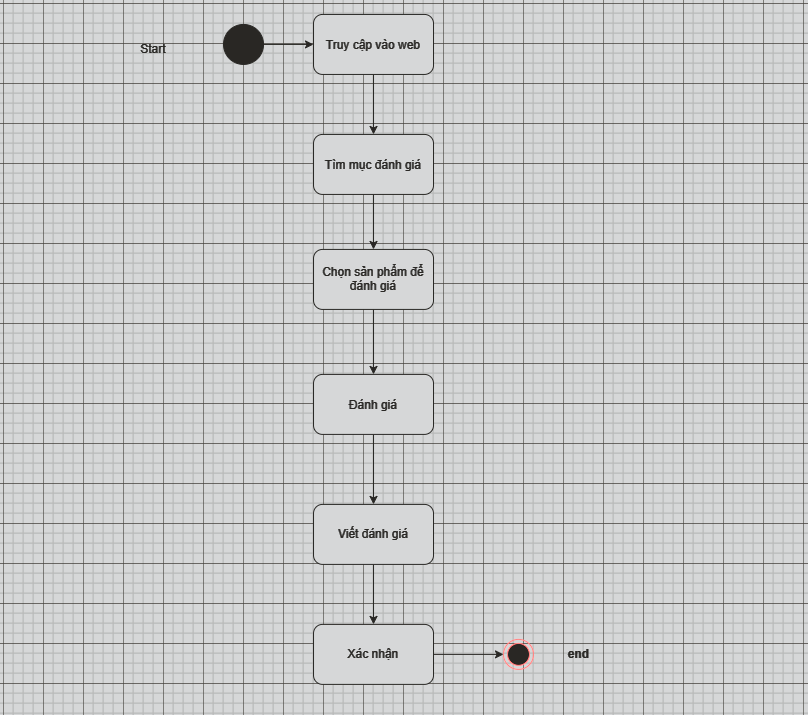 Start
Truy cập vào web
Tìm mục đánh giá
Chọn sản phẩm để
đánh giá
Đánh giá
Viết đánh giá
Xác nhận
end